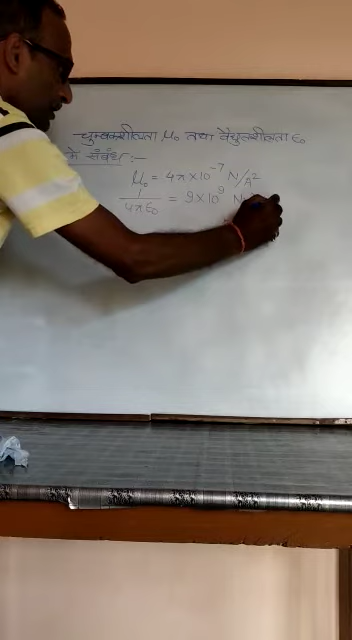 चुम्बकशीलता μ₀ तथा वैद्युतशीलता ε₀
में संबंध :-
μ₀ = 4π×10⁻⁷ N/A²
1/4πε₀ = 9×10⁹ N